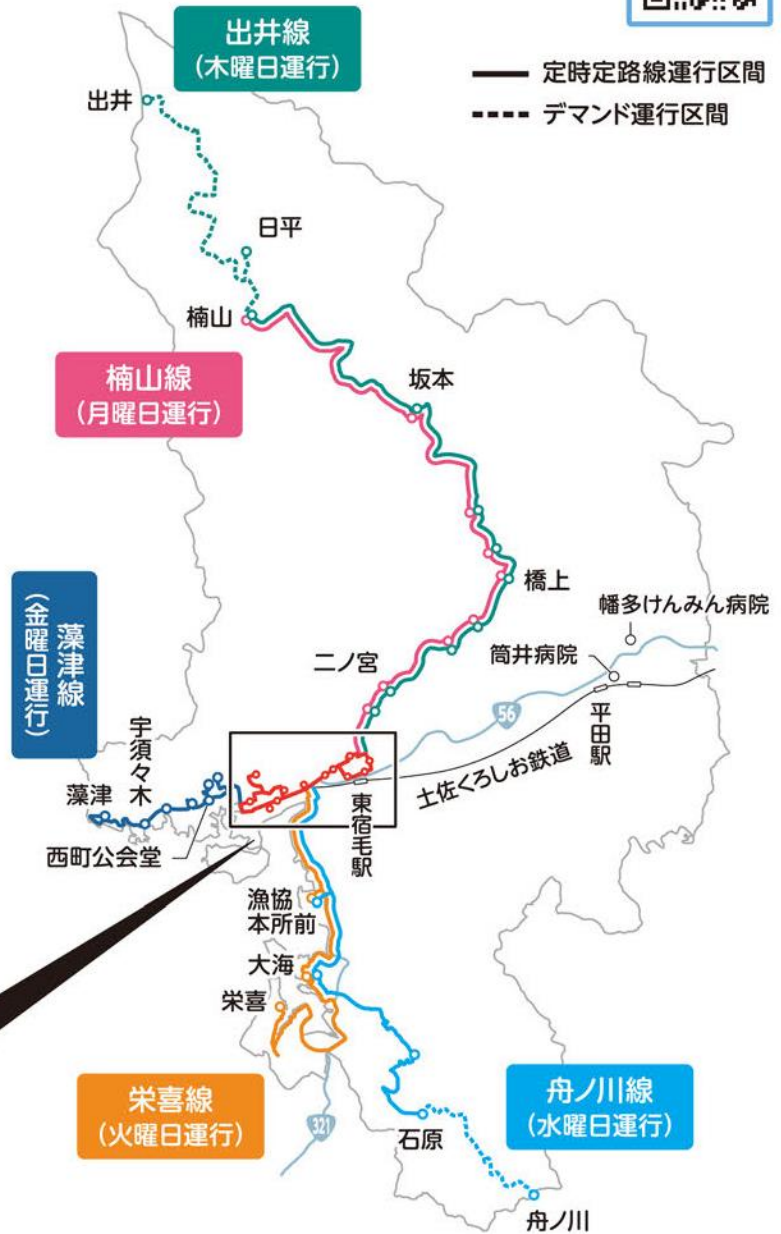 出井線
(木曜日運行)
定時定路線運行区間
デマンド運行区間
出井
日平
楠山
楠山線
(月曜日運行)
坂本
橋上
幡多けんみん病院
筒井病院
二ノ宮
56
平田駅
土佐くろしお鉄道
藻津線
(金曜日運行)
宇須々木
藻津
西町公会堂
東宿毛駅
漁協
本所前
大海
栄喜
栄喜線
(火曜日運行)
321
石原
舟ノ川線
(水曜日運行)
舟ノ川